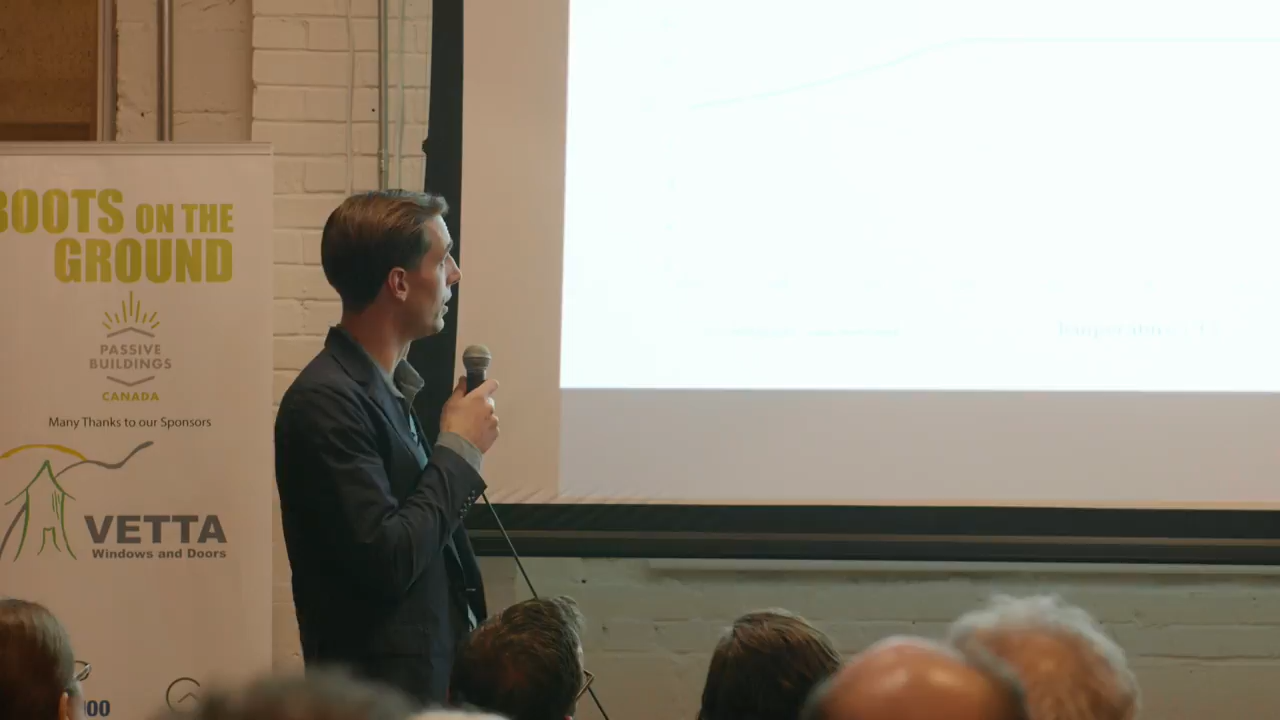 BOOTS ON THE
GROUND
PASSIVE
BUILDINGS
CANADA
Many Thanks to our Sponsors
VETTA
Windows and Doors